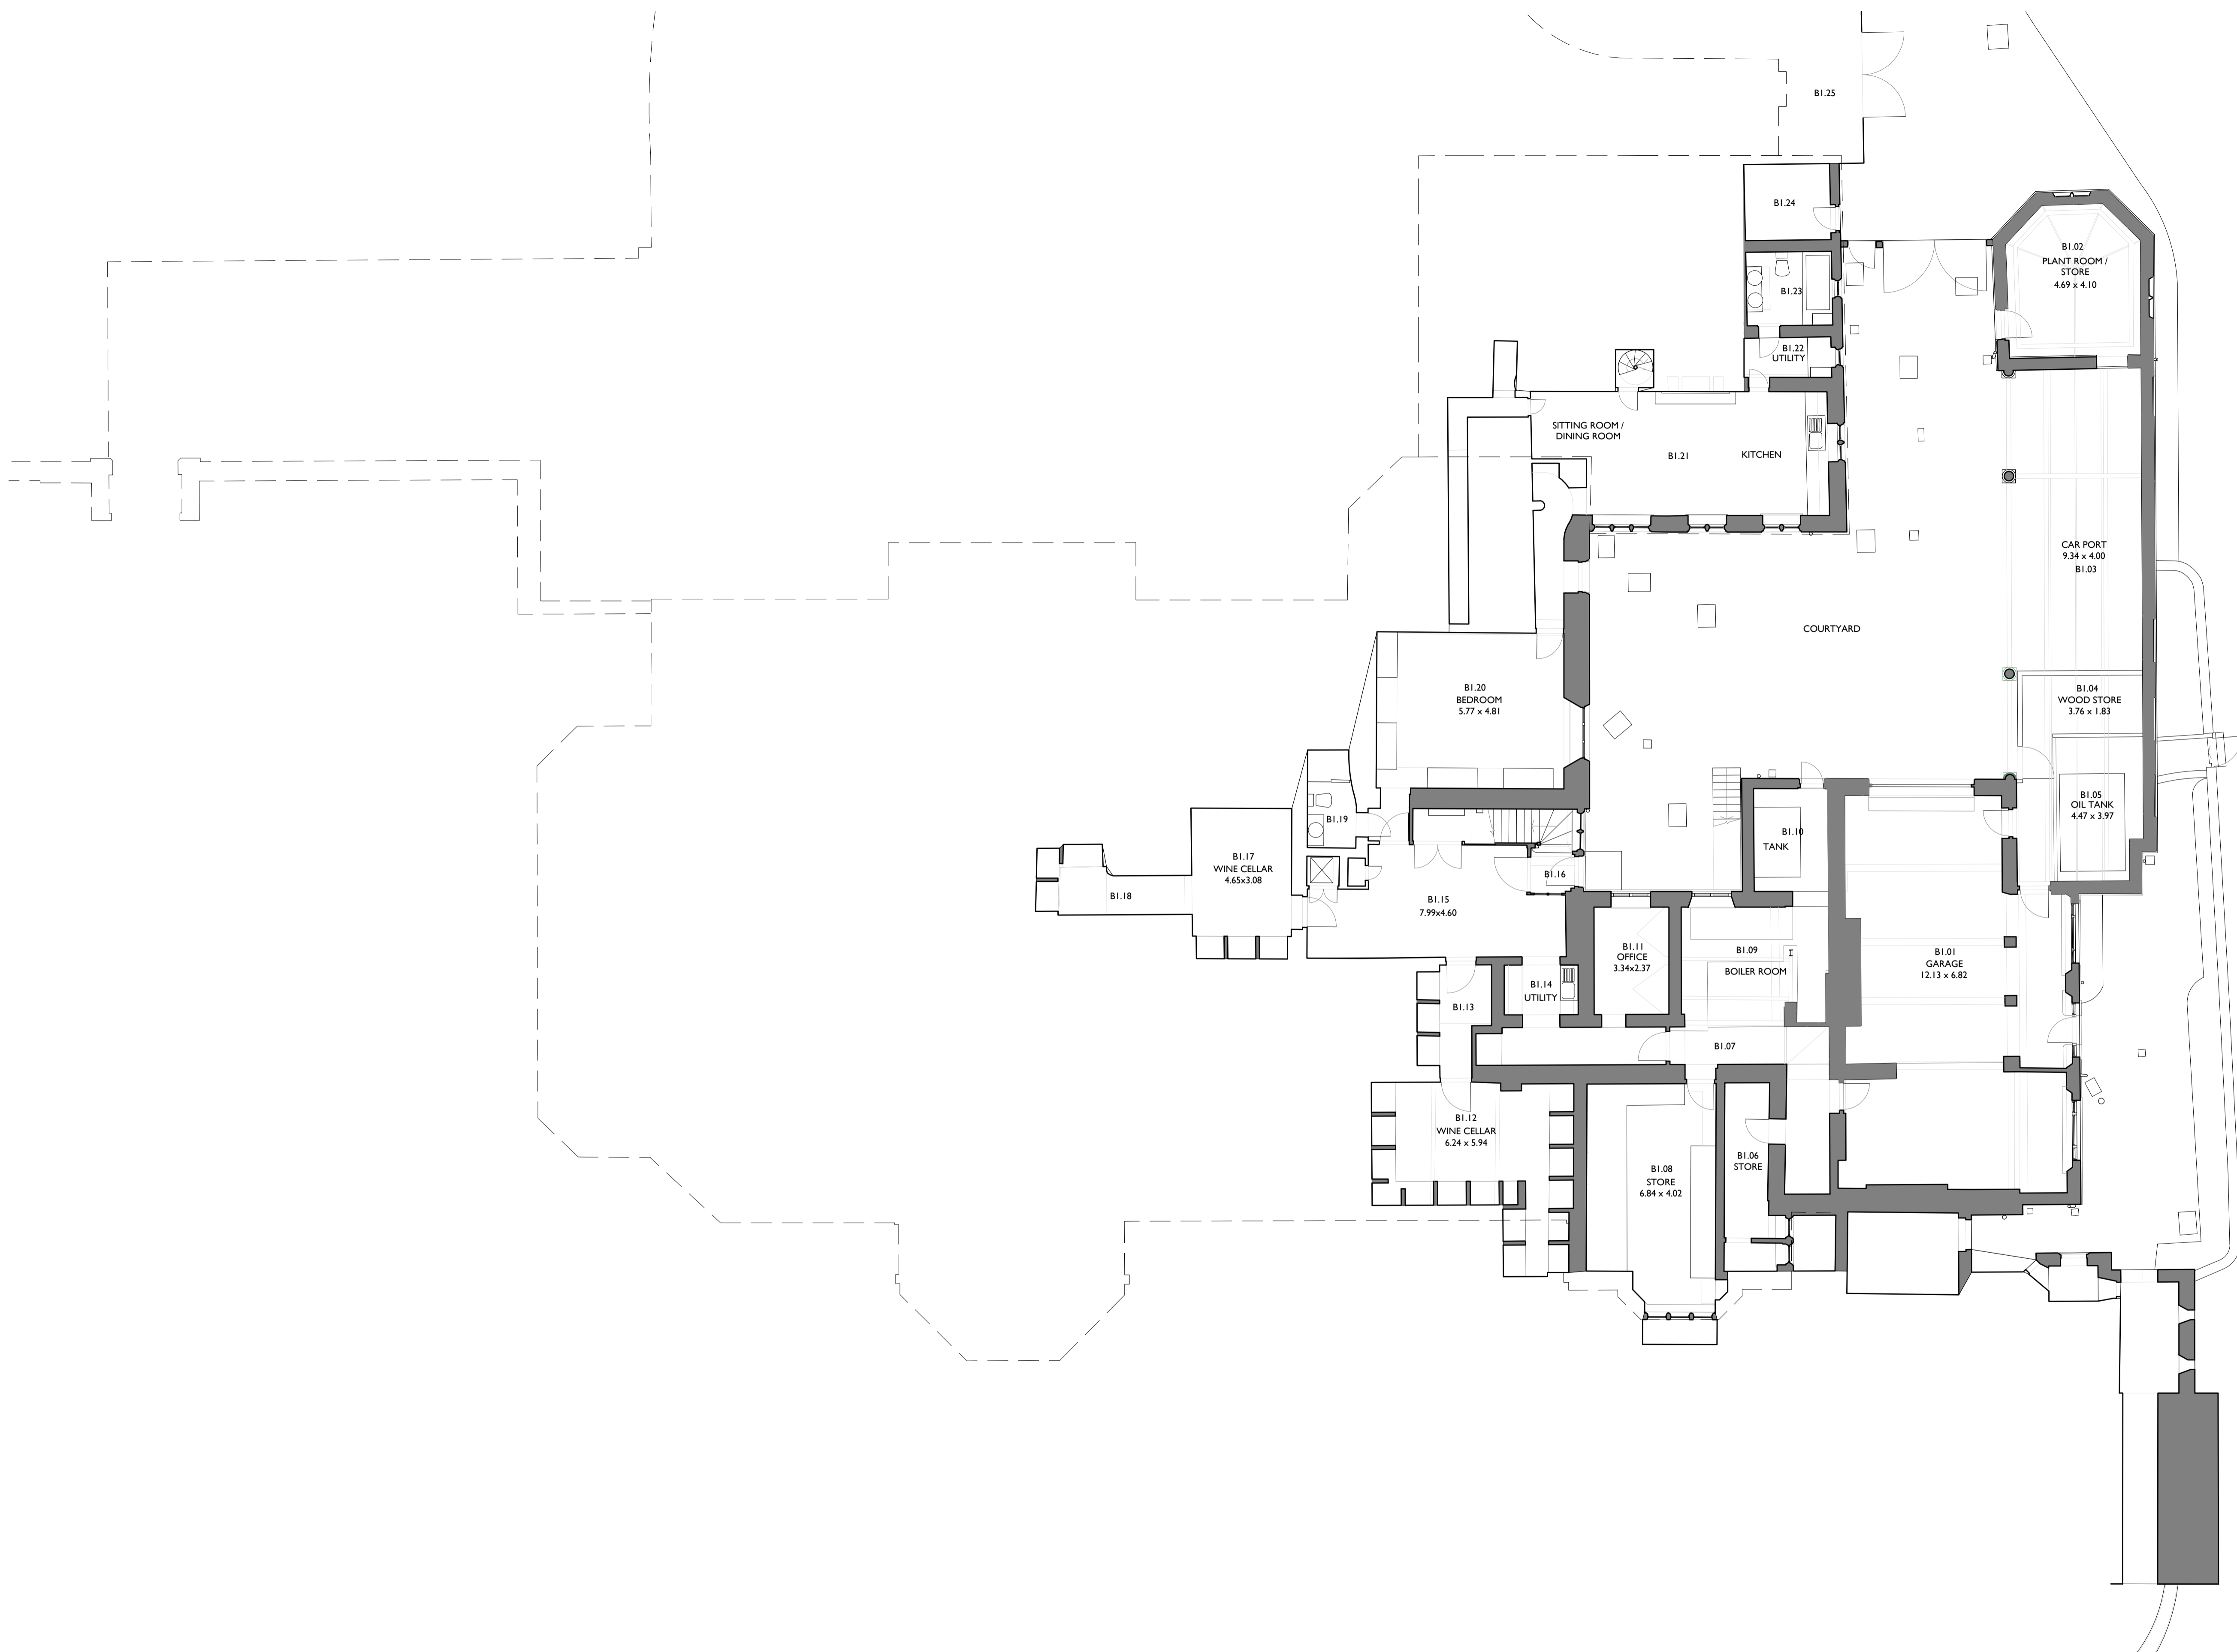 B1.25
B1.24
B1.02
PLANT ROOM /
STORE
4.69 x 4.10
B1.23
B1.22
UTILITY
SITTING ROOM /
DINING ROOM
B1.21
KITCHEN
CAR PORT
9.34 x 4.00
B1.03
COURTYARD
B1.20
BEDROOM
5.77 x 4.81
B1.04
WOOD STORE
3.76 x 1.83
B1.05
OIL TANK
4.47 x 3.97
B1.19
B1.10
TANK
B1.17
WINE CELLAR
4.65x3.08
B1.18
B1.16
B1.15
7.99x4.60
B1.11
OFFICE
3.34x2.37
B1.09
BOILER ROOM
B1.01
GARAGE
12.13 x 6.82
B1.14
UTILITY
B1.13
B1.07
B1.12
WINE CELLAR
6.24 x 5.94
B1.08
STORE
6.84 x 4.02
B1.06
STORE